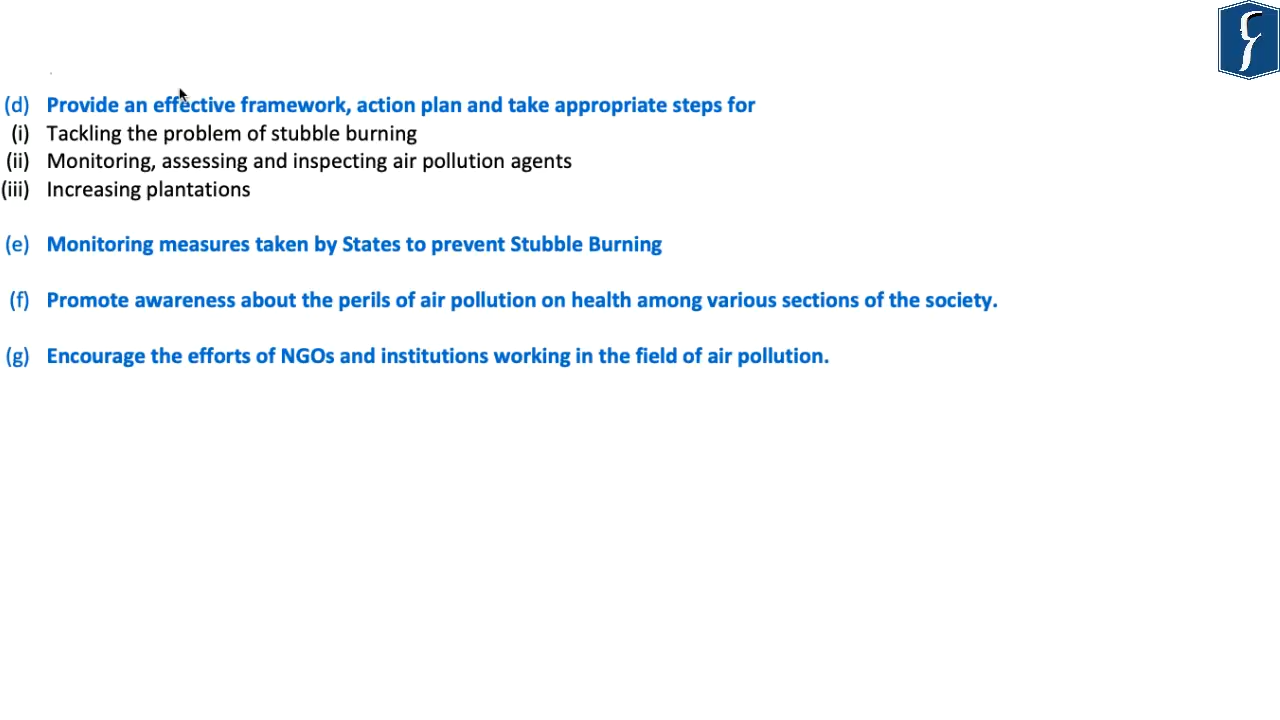 (d) Provide an effective framework, action plan and take appropriate steps for
(i) Tackling the problem of stubble burning
(ii) Monitoring, assessing and inspecting air pollution agents
(iii) Increasing plantations
(e) Monitoring measures taken by States to prevent Stubble Burning
(f) Promote awareness about the perils of air pollution on health among various sections of the society.
(g) Encourage the efforts of NGOs and institutions working in the field of air pollution.